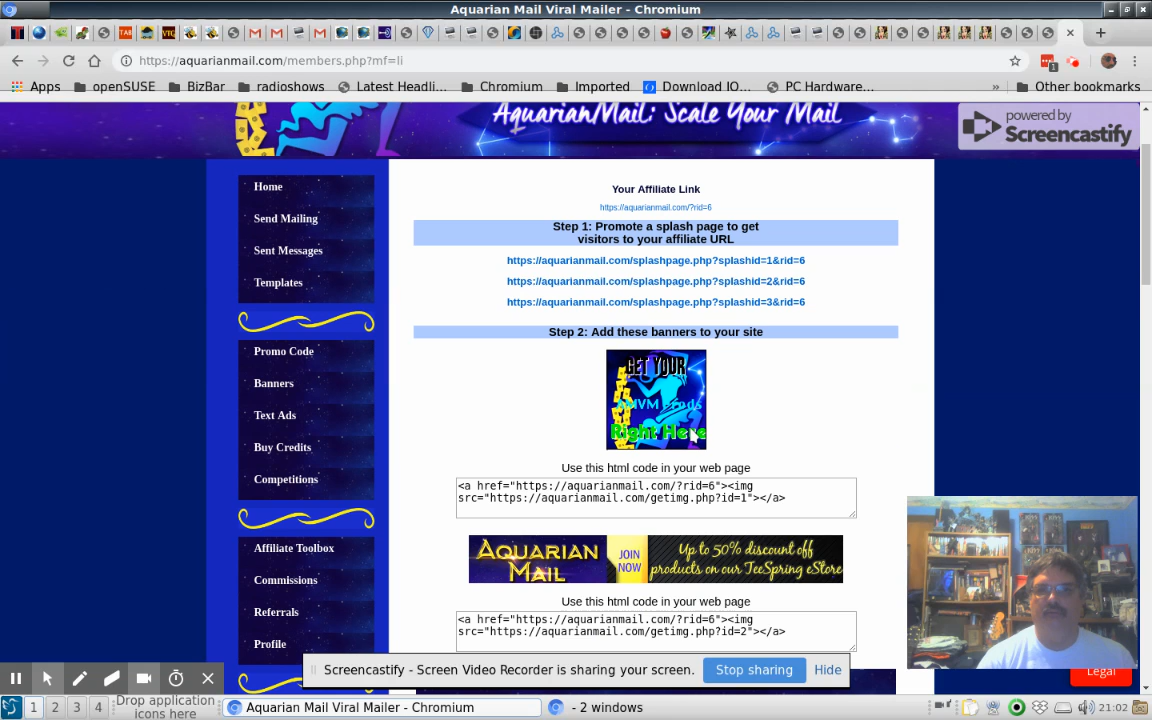 Aquarian Mail Viral Mailer - Chromium
https://aquarianmail.com/members.php?mf=li
Apps openSUSE BizBar radioshows Latest Headli... Chromium Imported Download IO... PC Hardware... » Other bookmarks
AquarianMail: Scale Your Mail
powered by
Screencastify
Home
Send Mailing
Sent Messages
Templates
Promo Code
Banners
Text Ads
Buy Credits
Competitions
Affiliate Toolbox
Commissions
Referrals
Profile
Your Affiliate Link
https://aquarianmail.com/?rid=6
Step 1: Promote a splash page to get
visitors to your affiliate URL
https://aquarianmail.com/splashpage.php?splashid=1&rid=6
https://aquarianmail.com/splashpage.php?splashid=2&rid=6
https://aquarianmail.com/splashpage.php?splashid=3&rid=6
Step 2: Add these banners to your site
GET YOUR
Right Here
Use this html code in your web page
<a href="https://aquarianmail.com/?rid=6"><img
src="https://aquarianmail.com/getimg.php?id=1"></a>
AQUARIAN
MAIL
JOIN
NOW
Up to 50% discount off
products on our TeeSpring eStore
Use this html code in your web page
<a href="https://aquarianmail.com/?rid=6"><img
src="https://aquarianmail.com/getimg.php?id=2"></a>
Screencastify - Screen Video Recorder is sharing your screen. Stop sharing Hide
Legal
1 2 3 4
Drop application
icons here
Aquarian Mail Viral Mailer - Chromium
- 2 windows
21:02